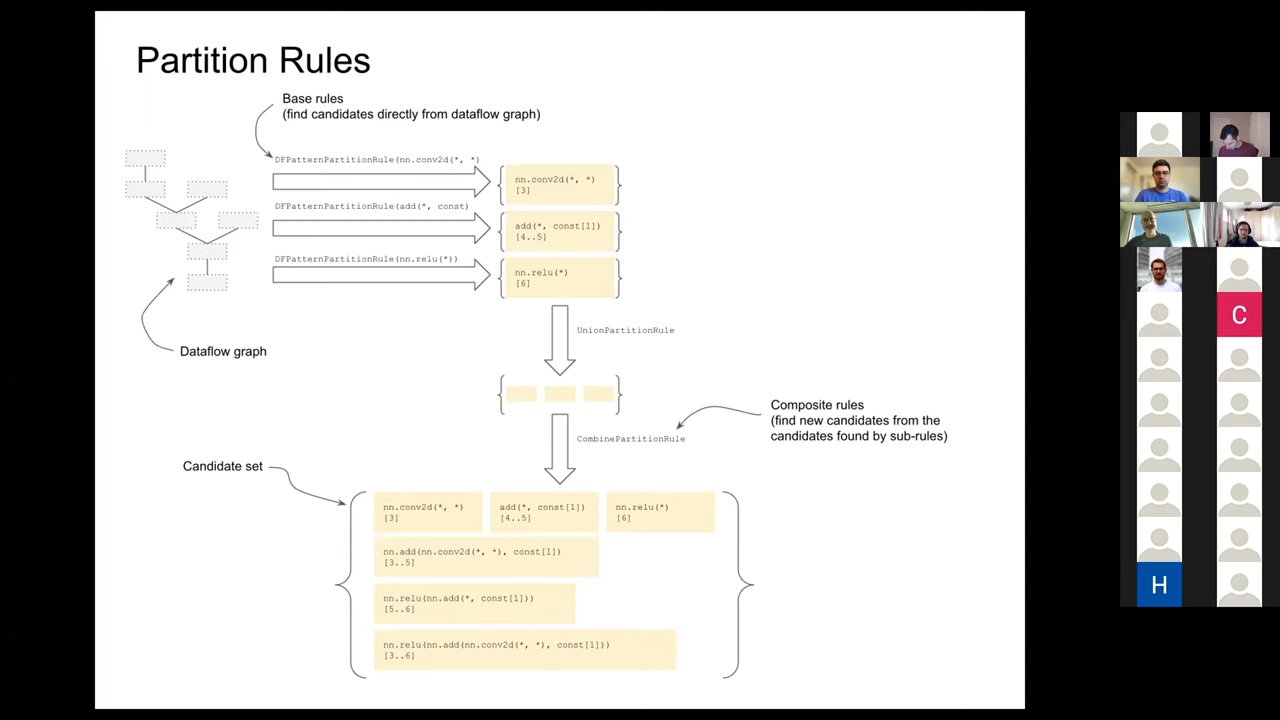 Partition Rules
Base rules
(find candidates directly from dataflow graph)
DFPatternPartitionRule(nn.conv2d(*, *)
nn.conv2d(*, *)
[3]
DFPatternPartitionRule(add(*, const)
add(*, const[1])
[4..5]
DFPatternPartitionRule(nn.relu(*))
nn.relu(*)
[6]
UnionPartitionRule
Dataflow graph
Composite rules
(find new candidates from the
candidates found by sub-rules)
CombinePartitionRule
Candidate set
nn.conv2d(*, *)
[3]
add(*, const[1])
[4..5]
nn.relu(*)
[6]
nn.add(nn.conv2d(*, *), const[1])
[3..5]
nn.relu(nn.add(*, const[1]))
[5..6]
nn.relu(nn.add(nn.conv2d(*, *), const[1]))
[3..6]
C
H